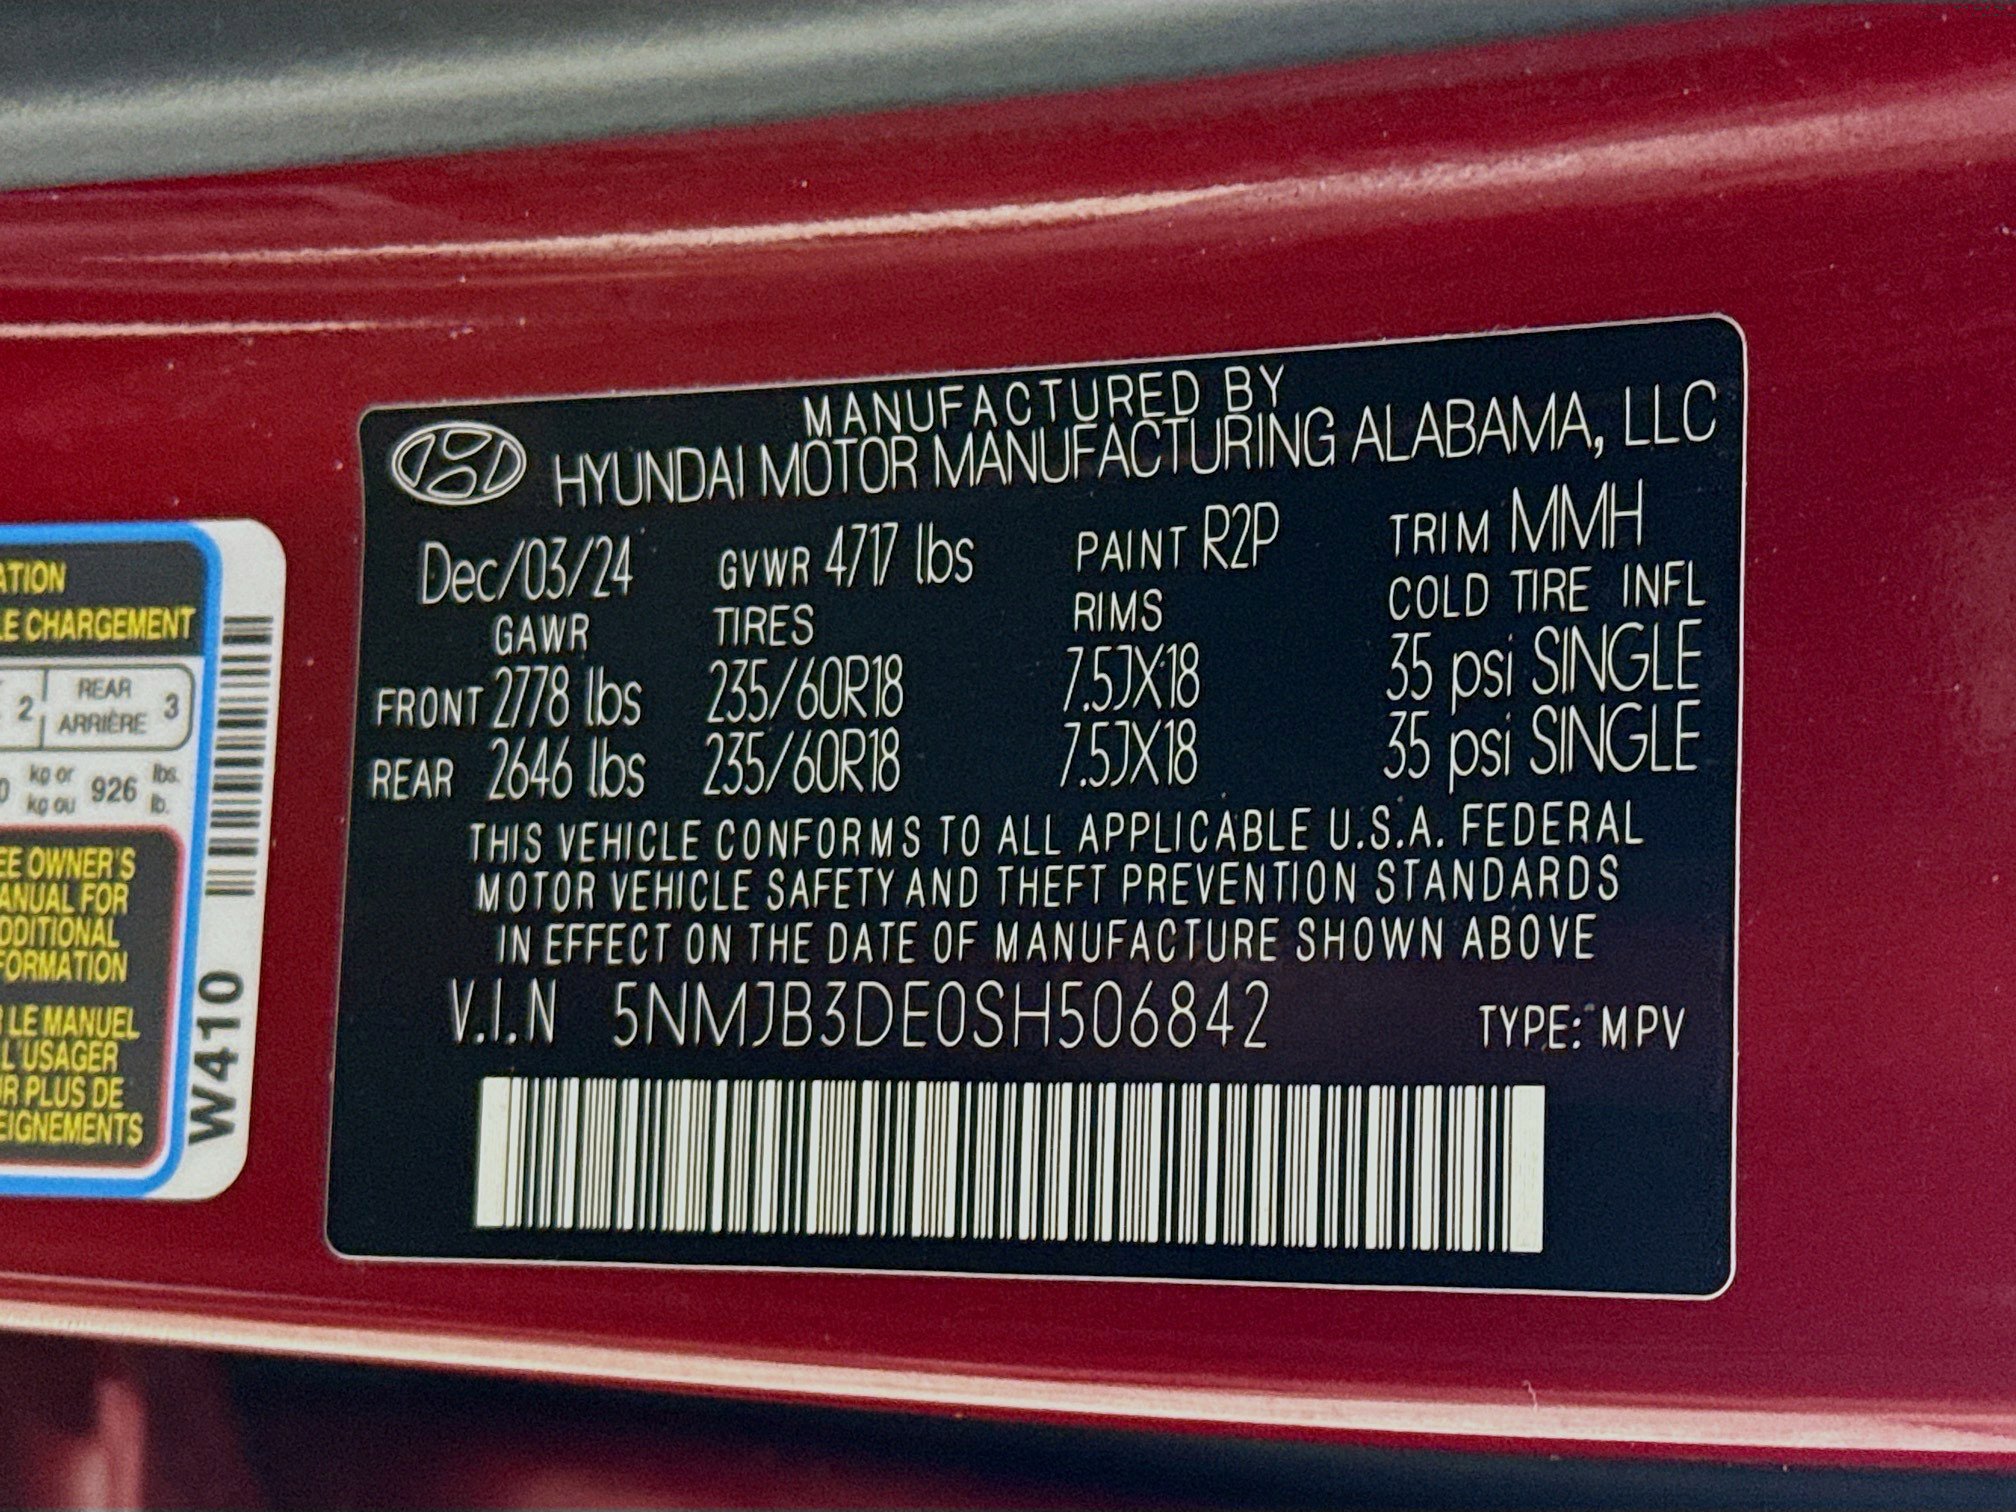 MANUFACTURED BY
HYUNDAI MOTOR MANUFACTURING ALABAMA, LLC
Dec/03/24 GVWR 4717 lbs PAINT R2P TRIM MMH
GAWR TIRES RIMS COLD TIRE INFL
FRONT 2778 lbs 235/60R18 7.5JX18 35 psi SINGLE
REAR 2646 lbs 235/60R18 7.5JX18 35 psi SINGLE
THIS VEHICLE CONFORMS TO ALL APPLICABLE U.S.A. FEDERAL
MOTOR VEHICLE SAFETY AND THEFT PREVENTION STANDARDS
IN EFFECT ON THE DATE OF MANUFACTURE SHOWN ABOVE
V.I.N 5NMJB3DE0SH506842 TYPE: MPV
ATION
LE CHARGEMENT
2 REAR 3
ARRIÈRE
0 kg or 926 lbs.
kg ou lb.
EE OWNER'S
ANUAL FOR
DDITIONAL
FORMATION
R LE MANUEL
L'USAGER
UR PLUS DE
EIGNEMENTS
W410